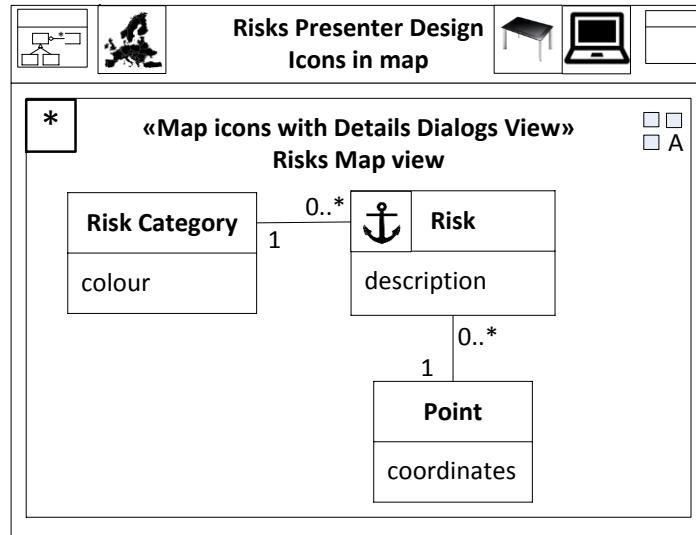 Risks Presenter Design
Icons in map
*
*
«Map icons with Details Dialogs View»
Risks Map view
A
Risk Category
1
0..*
Risk
colour
description
0..*
1
Point
coordinates